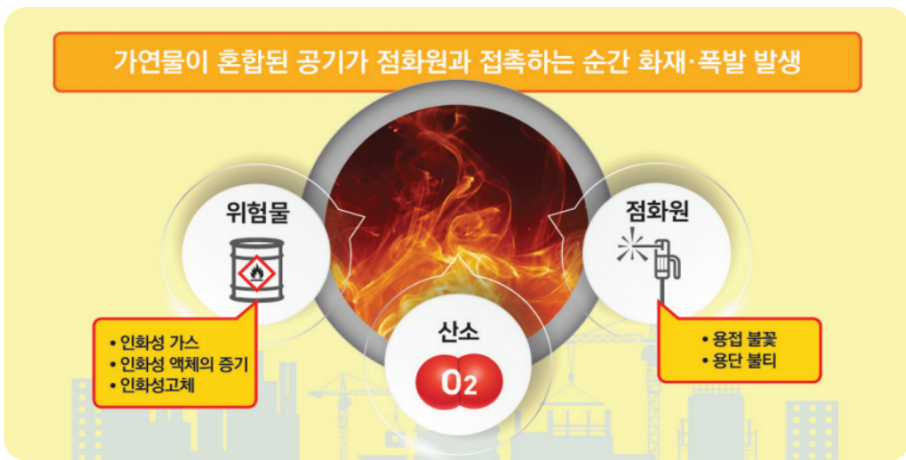 가연물이 혼합된 공기가 점화원과 접촉하는 순간 화재·폭발 발생
위험물
• 인화성 가스
• 인화성 액체의 증기
• 인화성고체
산소
O2
점화원
• 용접 불꽃
• 용단 불티